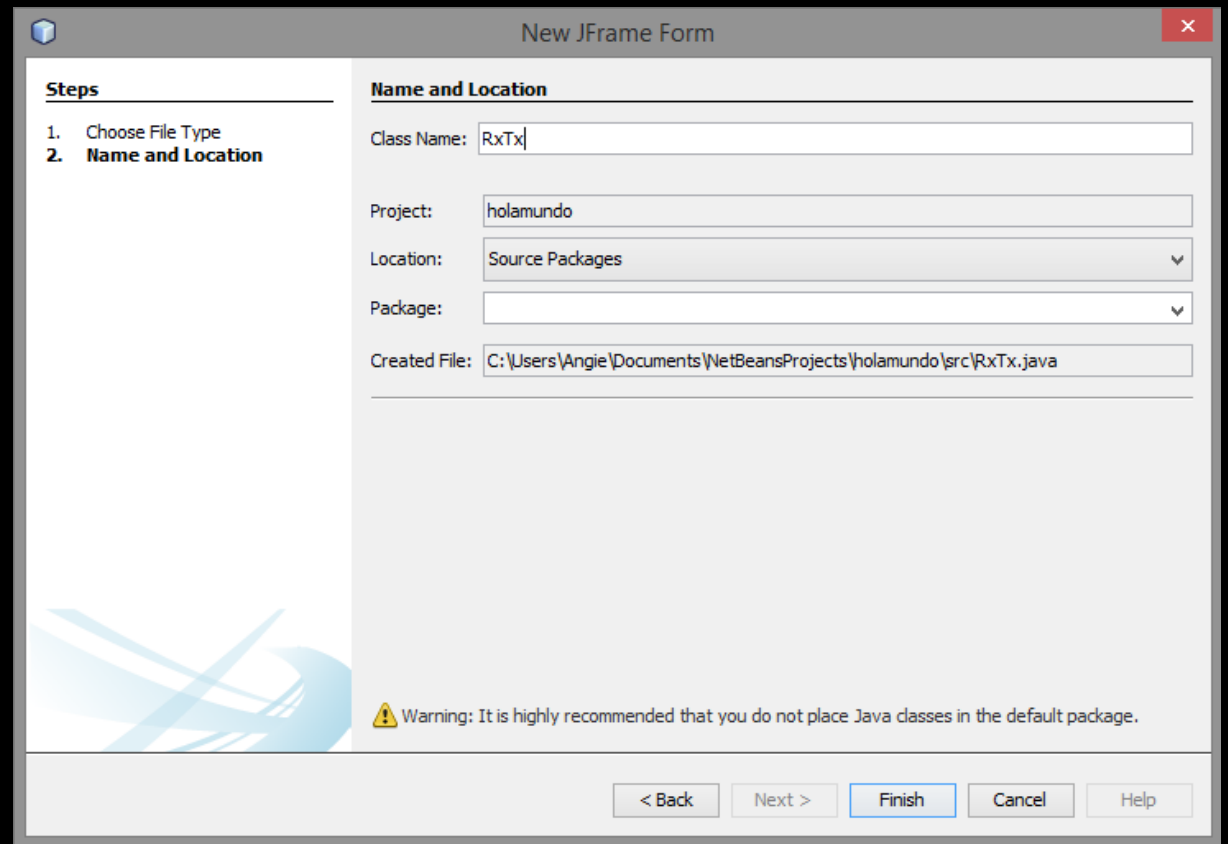 New JFrame Form
Steps
1. Choose File Type
2. Name and Location
Name and Location
Class Name: RxTx
Project: holamundo
Location: Source Packages
Package:
Created File: C:\Users\Angie\Documents\NetBeansProjects\holamundo\src\RxTx.java
Warning: It is highly recommended that you do not place Java classes in the default package.
< Back Next > Finish Cancel Help